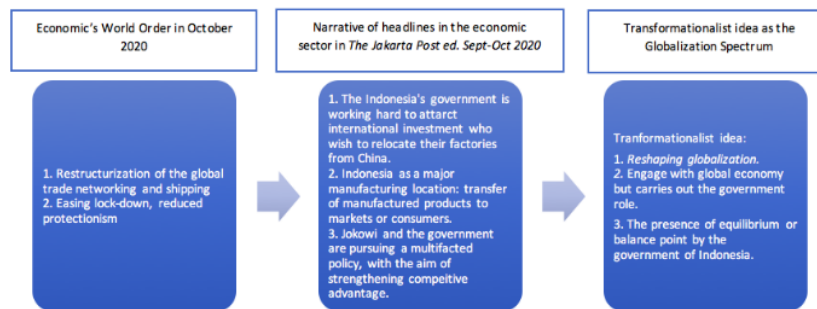 Economic's World Order in October
2020
Narrative of headlines in the economic
sector in The Jakarta Post ed. Sept-Oct 2020
Transformationalist idea as the
Globalization Spectrum
1. Restructurization of the global
trade networking and shipping
2. Easing lock-down, reduced
protectionism
1. The Indonesia's government is
working hard to attarct
international investment who
wish to relocate their factories
from China.
2. Indonesia as a major
manufacturing location: transfer
of manufactured products to
markets or consumers.
3. Jokowi and the government
are pursuing a multifacted
policy, with the aim of
strengthening compeitive
advantage.
Tranformationalist idea:
1. Reshaping globalization.
2. Engage with global economy
but carries out the government
role.
3. The presence of equilibrium or
balance point by the
government of Indonesia.